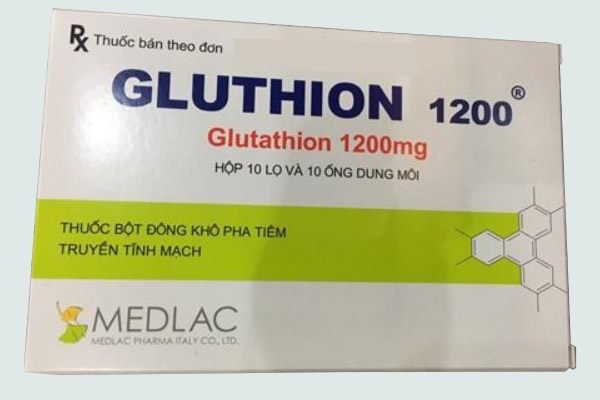 Rx Thuốc bán theo đơn
GLUTHION 1200®
Glutathion 1200mg
HỘP 10 LỌ VÀ 10 ỐNG DUNG MÔI
THUỐC BỘT ĐÔNG KHÔ PHA TIÊM
TRUYỀN TĨNH MẠCH
MEDLAC
MEDLAC PHARMA ITALY CO., LTD.